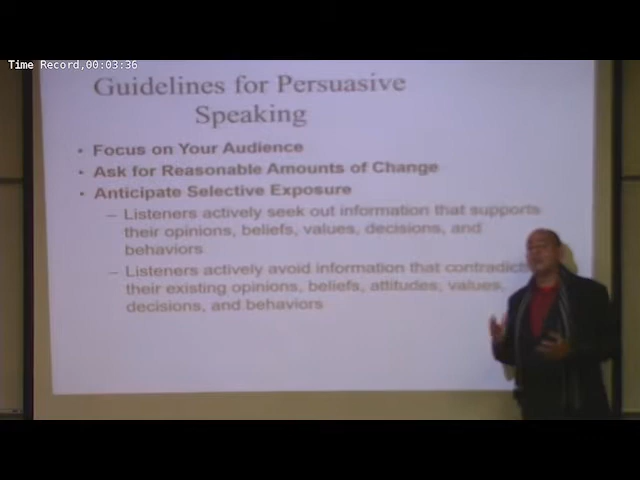 Time Record,00:03:36
Guidelines for Persuasive
Speaking
• Focus on Your Audience
• Ask for Reasonable Amounts of Change
• Anticipate Selective Exposure
– Listeners actively seek out information that supports
their opinions, beliefs, values, decisions, and
behaviors
– Listeners actively avoid information that contradicts
their existing opinions, beliefs, attitudes, values,
decisions, and behaviors